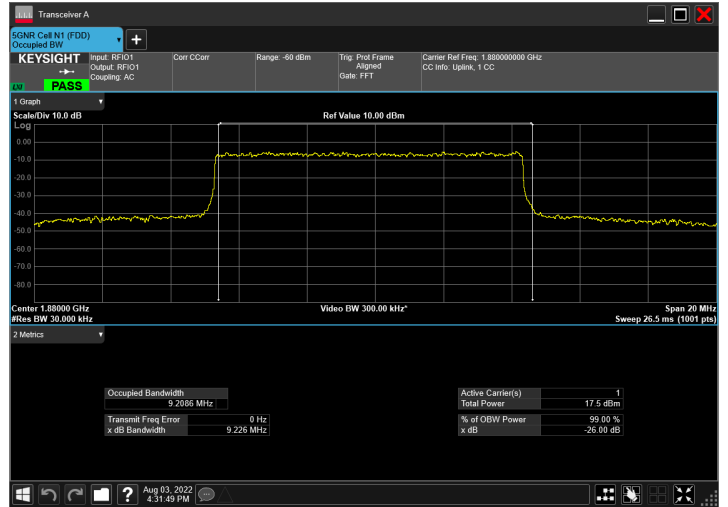 Transceiver A
5GNR Cell N1 (FDD)
Occupied BW
KEYSIGHT
LXI
PASS
Input: RFIO1
Output: RFIO1
Coupling: AC
Corr CCorr
Range: -60 dBm
Trig: Prot Frame
Aligned
Gate: FFT
Carrier Ref Freq: 1.880000000 GHz
CC Info: Uplink, 1 CC
1 Graph
Scale/Div 10.0 dB
Ref Value 10.00 dBm
Log
0.00
-10.0
-20.0
-30.0
-40.0
-50.0
-60.0
-70.0
-80.0
Center 1.88000 GHz
Video BW 300.00 kHz*
Span 20 MHz
#Res BW 30.000 kHz
Sweep 26.5 ms (1001 pts)
2 Metrics
Occupied Bandwidth
9.2086 MHz
Transmit Freq Error 0 Hz
x dB Bandwidth 9.226 MHz
Active Carrier(s) 1
Total Power 17.5 dBm
% of OBW Power 99.00 %
x dB -26.00 dB
?
Aug 03, 2022
4:31:49 PM